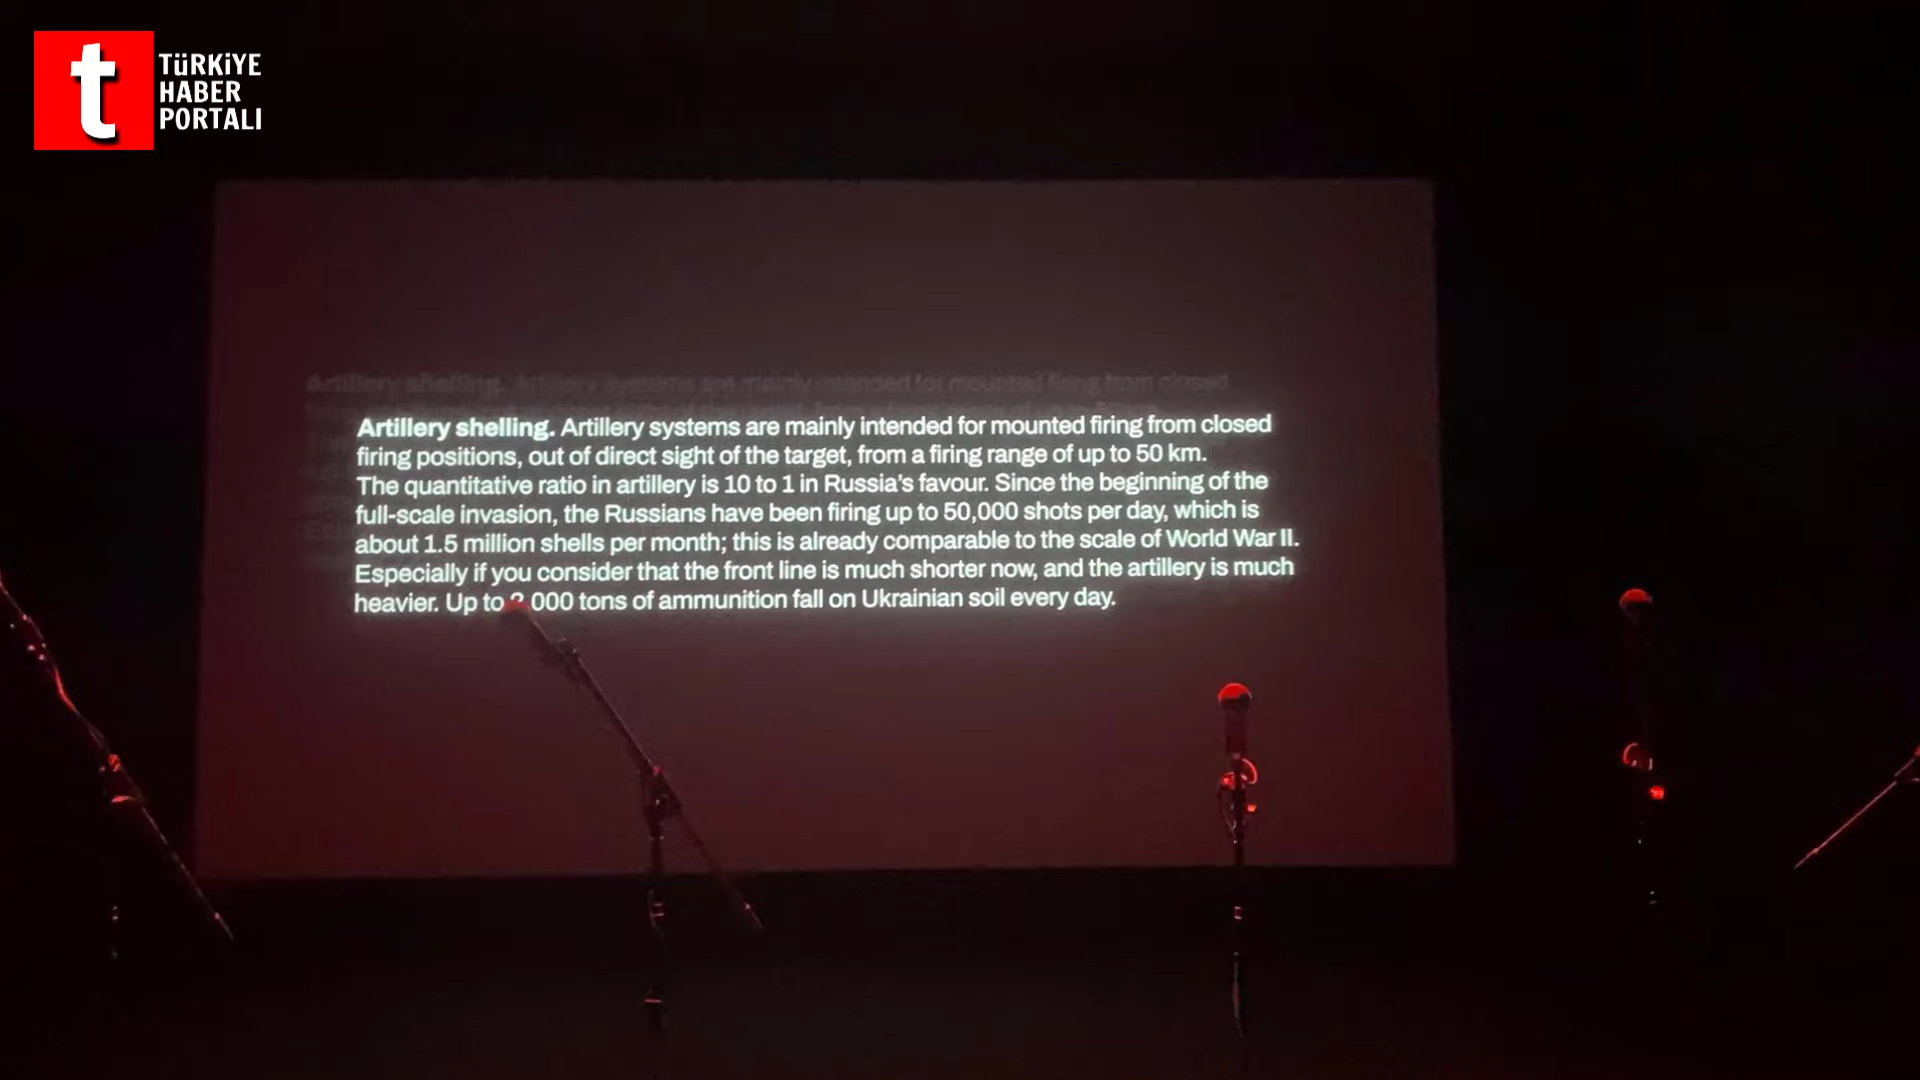 t
TÜRKİYE
HABER
PORTALI
Artillery shelling. Artillery systems are mainly intended for mounted firing from closed
firing positions, out of direct sight of the target, from a firing range of up to 50 km.
The quantitative ratio in artillery is 10 to 1 in Russia's favour. Since the beginning of the
full-scale invasion, the Russians have been firing up to 50,000 shots per day, which is
about 1.5 million shells per month; this is already comparable to the scale of World War II.
Especially if you consider that the front line is much shorter now, and the artillery is much
heavier. Up to 000 tons of ammunition fall on Ukrainian soil every day.